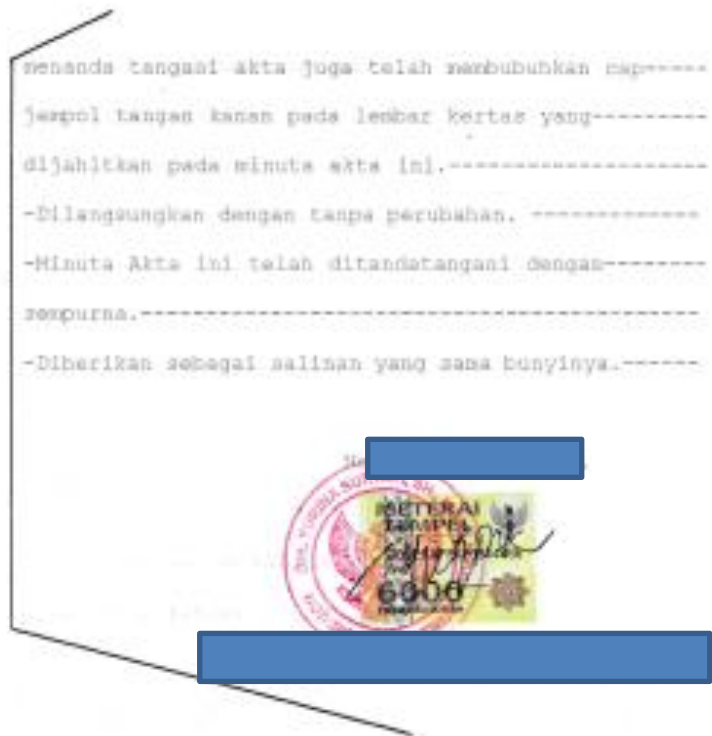 menanda tangani akta juga telah membubuhkan cap-----
jempol tangan kanan pada lembar kertas yang---------
dijahitkan pada minuta akta ini.--------------------
-Dilangsungkan dengan tanpa perubahan. -------------
-Minuta Akta ini telah ditandatangani dengan--------
sempurna.-------------------------------------------
-Diberikan sebagai salinan yang sama bunyinya.------
METERAI
TEMPEL
6000